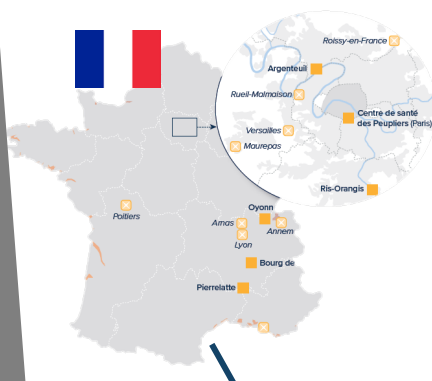 Roissy-en-France
Argenteuil
Rueil-Malmaison
Centre de santé
des Peupliers (Paris)
Versailles
Maurepas
Ris-Orangis
Poitiers
Oyonn
Arnas
Annem
Lyon
Bourg de
Pierrelatte